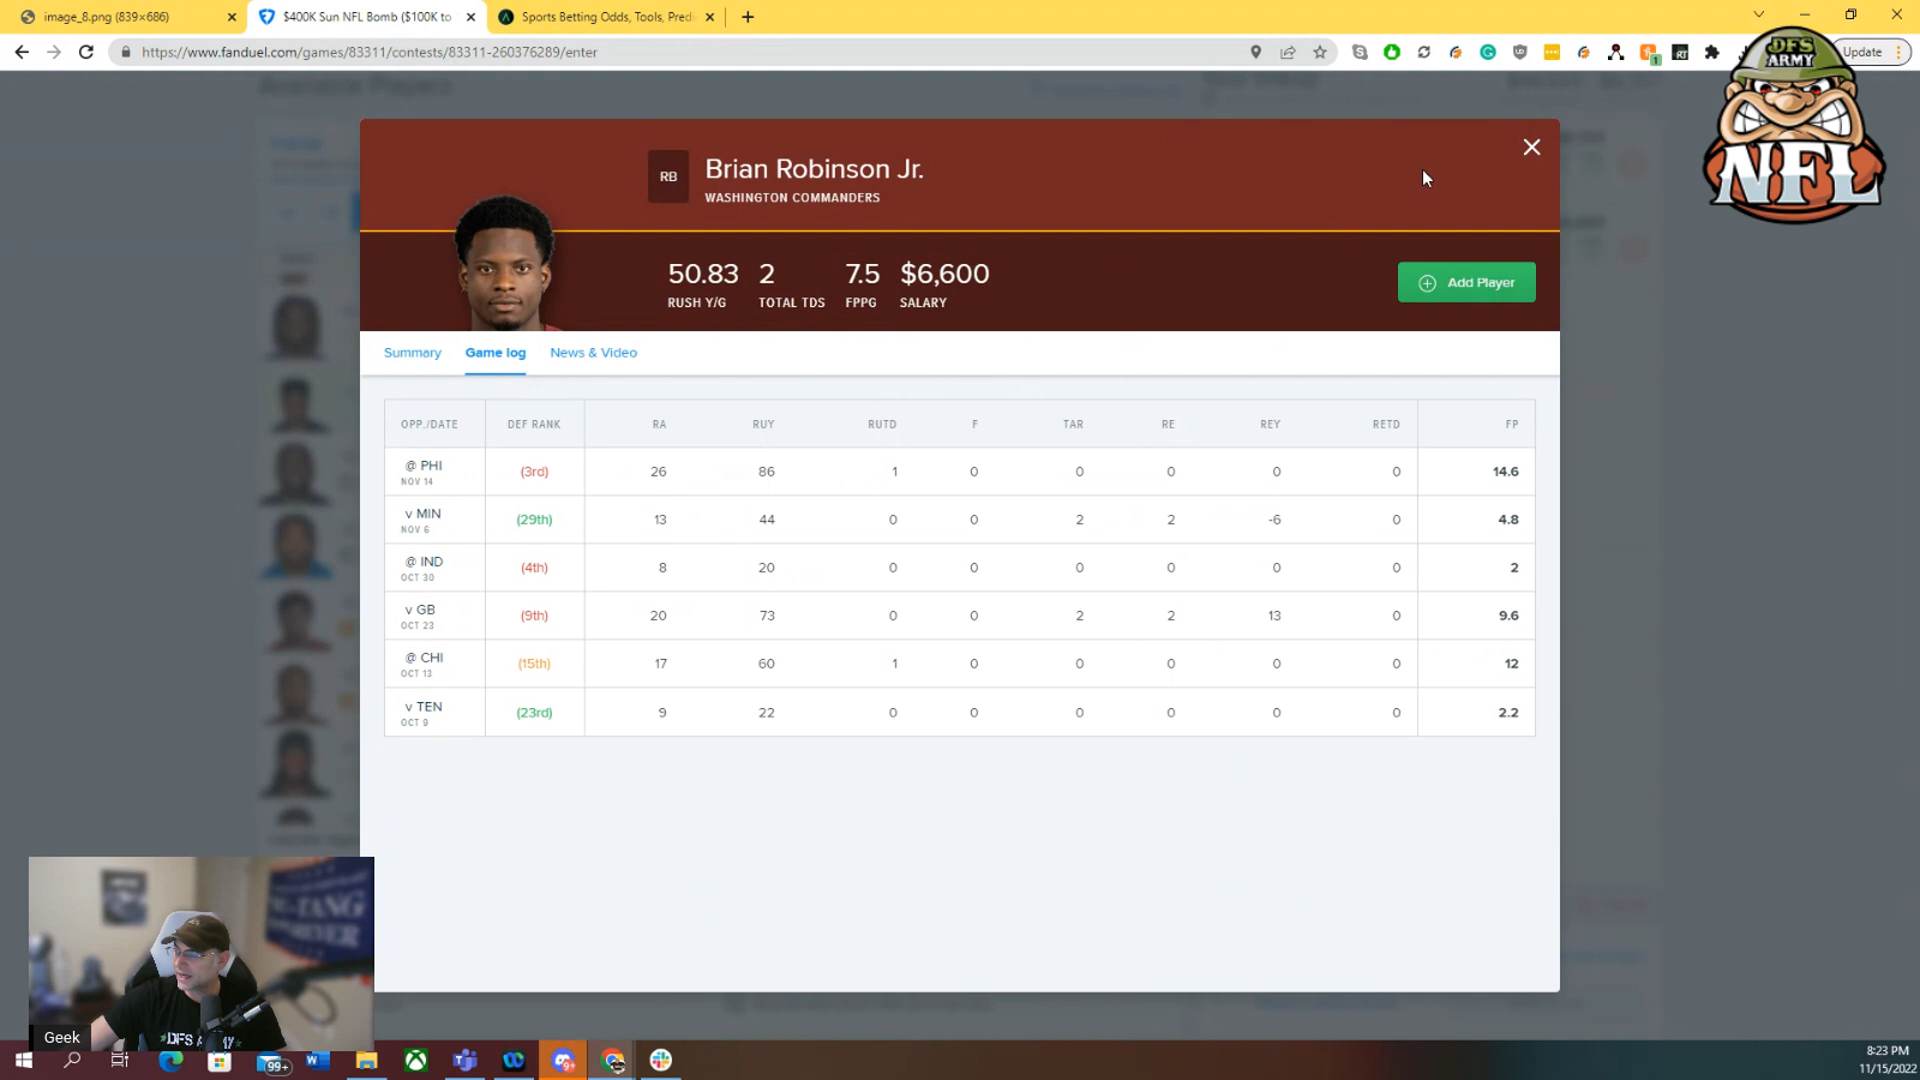 image_8.png (839×686)
$400K Sun NFL Bomb ($100K to
Sports Betting Odds, Tools, Predi
https://www.fanduel.com/games/83311/contests/83311-260376289/enter
Update
DFS
ARMY
NFL
RB
Brian Robinson Jr.
WASHINGTON COMMANDERS
50.83 2 7.5 $6,600
RUSH Y/G TOTAL TDS FPPG SALARY
Add Player
Summary Game log News & Video
OPP./DATE DEF RANK RA RUY RUTD F TAR RE REY RETD FP
@ PHI (3rd) 26 86 1 0 0 0 0 0 14.6
NOV 14
v MIN (29th) 13 44 0 0 2 2 -6 0 4.8
NOV 6
@ IND (4th) 8 20 0 0 0 0 0 0 2
OCT 30
v GB (9th) 20 73 0 0 2 2 13 0 9.6
OCT 23
@ CHI (15th) 17 60 1 0 0 0 0 0 12
OCT 13
v TEN (23rd) 9 22 0 0 0 0 0 0 2.2
OCT 9
Geek
99+
8:23 PM
11/15/2022